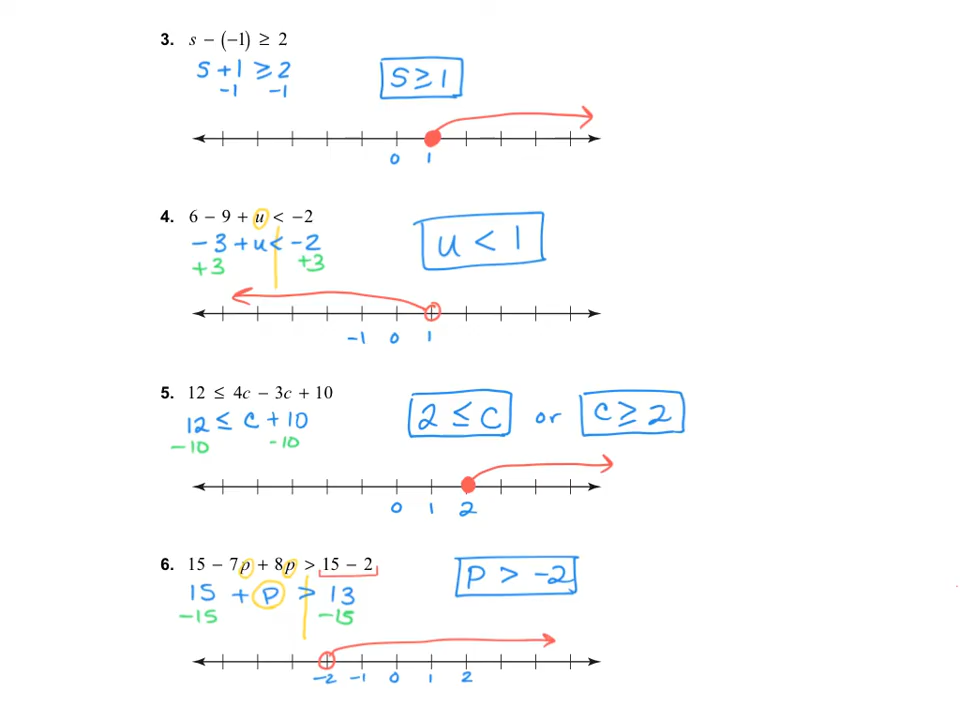 3. s − (−1) ≥ 2
s + 1 ≥ 2
s ≥ 1
−1 −1
0 1
4. 6 − 9 + u < −2
−3 + u < −2
u < 1
+3 +3
−1 0 1
5. 12 ≤ 4c − 3c + 10
12 ≤ c + 10
2 ≤ c or c ≥ 2
−10 −10
0 1 2
6. 15 − 7p + 8p > 15 − 2
15 + p > 13
p > −2
−15 −15
−2 −1 0 1 2